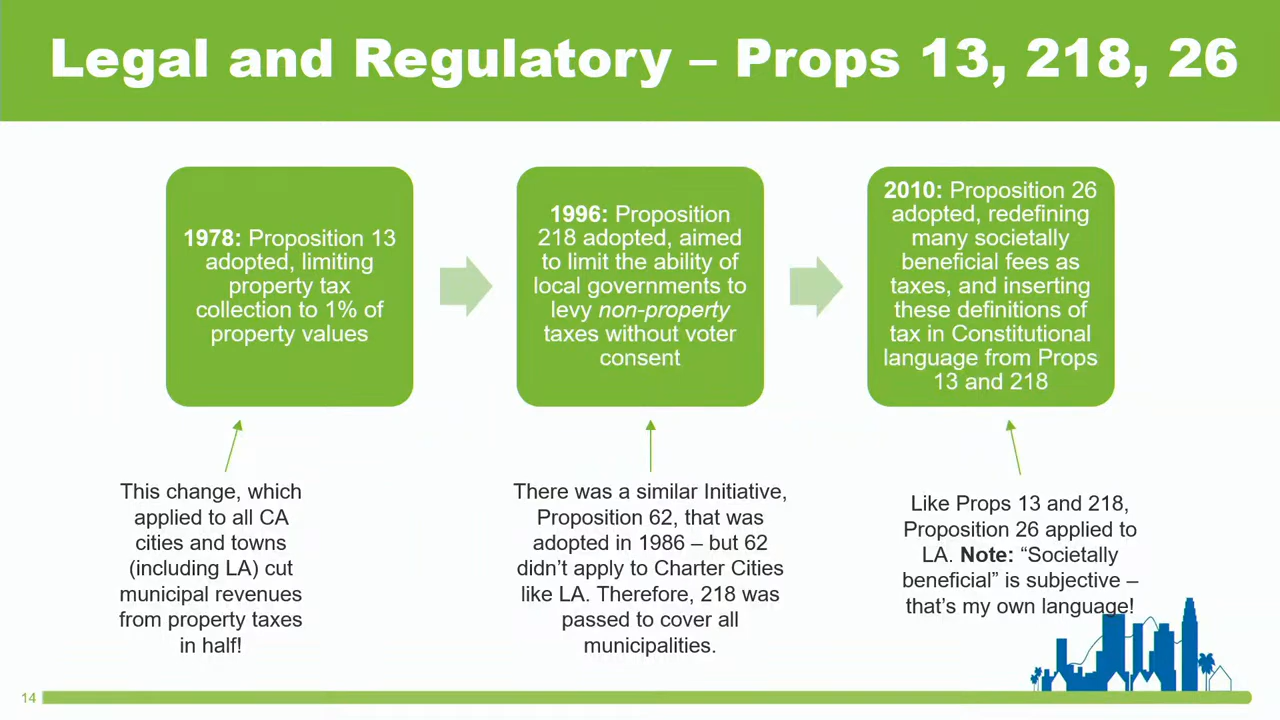 Legal and Regulatory – Props 13, 218, 26
1978: Proposition 13
adopted, limiting
property tax
collection to 1% of
property values
1996: Proposition
218 adopted, aimed
to limit the ability of
local governments to
levy non-property
taxes without voter
consent
2010: Proposition 26
adopted, redefining
many societally
beneficial fees as
taxes, and inserting
these definitions of
tax in Constitutional
language from Props
13 and 218
This change, which
applied to all CA
cities and towns
(including LA) cut
municipal revenues
from property taxes
in half!
There was a similar Initiative,
Proposition 62, that was
adopted in 1986 – but 62
didn’t apply to Charter Cities
like LA. Therefore, 218 was
passed to cover all
municipalities.
Like Props 13 and 218,
Proposition 26 applied to
LA. Note: “Societally
beneficial” is subjective –
that’s my own language!
14